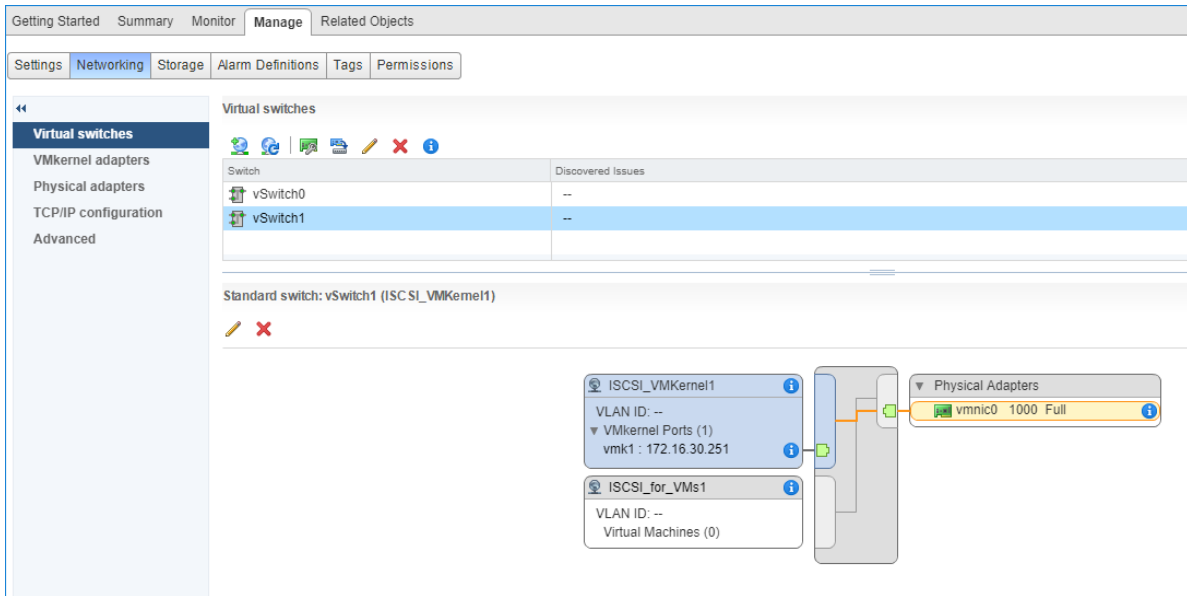 Getting Started Summary Monitor Manage Related Objects
Settings Networking Storage Alarm Definitions Tags Permissions
Virtual switches
VMkernel adapters
Physical adapters
TCP/IP configuration
Advanced
Virtual switches
Switch Discovered Issues
vSwitch0 --
vSwitch1 --
Standard switch: vSwitch1 (ISCSI_VMKernel1)
ISCSI_VMKernel1
VLAN ID: --
VMkernel Ports (1)
vmk1 : 172.16.30.251
ISCSI_for_VMs1
VLAN ID: --
Virtual Machines (0)
Physical Adapters
vmnic0 1000 Full